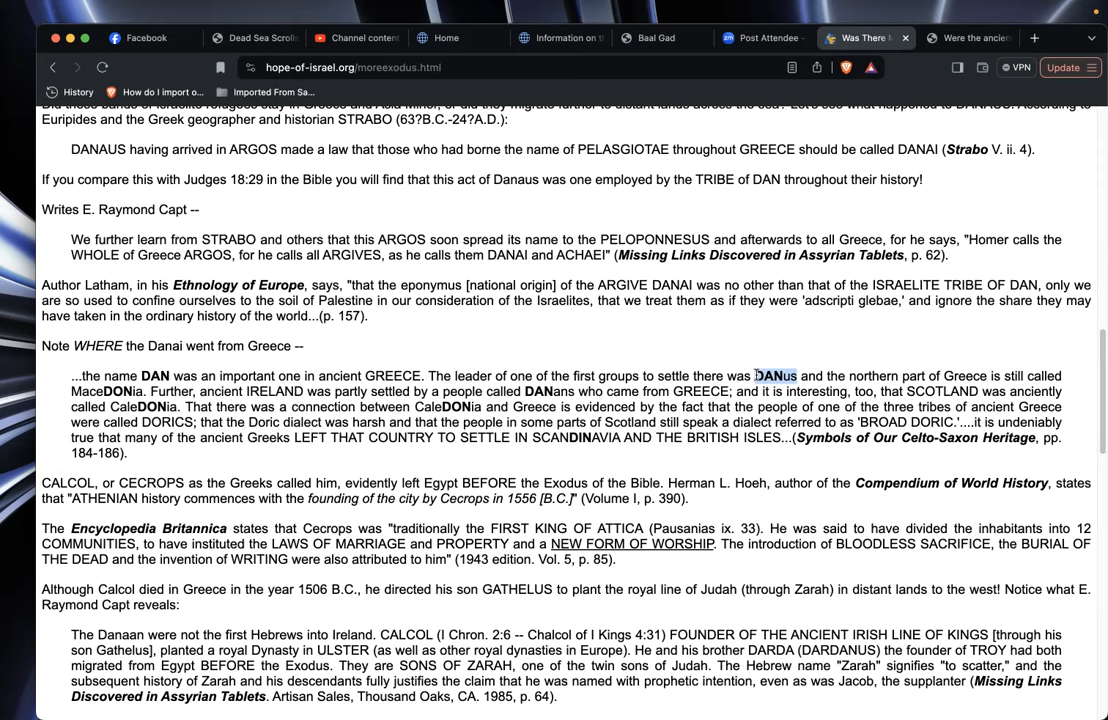 Facebook
Dead Sea Scrolls
Channel content
Home
Information on t
Baal Gad
Post Attendee -
Was There
Were the ancien
hope-of-israel.org/moreexodus.html
VPN
Update
History
How do I import o...
Imported From Sa...
Euripides and the Greek geographer and historian STRABO (63?B.C.-24?A.D.):
DANAUS having arrived in ARGOS made a law that those who had borne the name of PELASGIOTAE throughout GREECE should be called DANAI (Strabo V. ii. 4).
If you compare this with Judges 18:29 in the Bible you will find that this act of Danaus was one employed by the TRIBE of DAN throughout their history!
Writes E. Raymond Capt --
We further learn from STRABO and others that this ARGOS soon spread its name to the PELOPONNESUS and afterwards to all Greece, for he says, "Homer calls the
WHOLE of Greece ARGOS, for he calls all ARGIVES, as he calls them DANAI and ACHAEI" (Missing Links Discovered in Assyrian Tablets, p. 62).
Author Latham, in his Ethnology of Europe, says, "that the eponymus [national origin] of the ARGIVE DANAI was no other than that of the ISRAELITE TRIBE OF DAN, only we
are so used to confine ourselves to the soil of Palestine in our consideration of the Israelites, that we treat them as if they were 'adscripti glebae,' and ignore the share they may
have taken in the ordinary history of the world...(p. 157).
Note WHERE the Danai went from Greece --
...the name DAN was an important one in ancient GREECE. The leader of one of the first groups to settle there was DANus and the northern part of Greece is still called
MaceDONia. Further, ancient IRELAND was partly settled by a people called DANans who came from GREECE; and it is interesting, too, that SCOTLAND was anciently
called CaleDONia. That there was a connection between CaleDONia and Greece is evidenced by the fact that the people of one of the three tribes of ancient Greece
were called DORICS; that the Doric dialect was harsh and that the people in some parts of Scotland still speak a dialect referred to as 'BROAD DORIC.'....it is undeniably
true that many of the ancient Greeks LEFT THAT COUNTRY TO SETTLE IN SCANDINAVIA AND THE BRITISH ISLES...(Symbols of Our Celto-Saxon Heritage, pp.
184-186).
CALCOL, or CECROPS as the Greeks called him, evidently left Egypt BEFORE the Exodus of the Bible. Herman L. Hoeh, author of the Compendium of World History, states
that "ATHENIAN history commences with the founding of the city by Cecrops in 1556 [B.C.]" (Volume I, p. 390).
The Encyclopedia Britannica states that Cecrops was "traditionally the FIRST KING OF ATTICA (Pausanias ix. 33). He was said to have divided the inhabitants into 12
COMMUNITIES, to have instituted the LAWS OF MARRIAGE and PROPERTY and a NEW FORM OF WORSHIP. The introduction of BLOODLESS SACRIFICE, the BURIAL OF
THE DEAD and the invention of WRITING were also attributed to him" (1943 edition. Vol. 5, p. 85).
Although Calcol died in Greece in the year 1506 B.C., he directed his son GATHELUS to plant the royal line of Judah (through Zarah) in distant lands to the west! Notice what E.
Raymond Capt reveals:
The Danaan were not the first Hebrews into Ireland. CALCOL (I Chron. 2:6 -- Chalcol of I Kings 4:31) FOUNDER OF THE ANCIENT IRISH LINE OF KINGS [through his
son Gathelus], planted a royal Dynasty in ULSTER (as well as other royal dynasties in Europe). He and his brother DARDA (DARDANUS) the founder of TROY had both
migrated from Egypt BEFORE the Exodus. They are SONS OF ZARAH, one of the twin sons of Judah. The Hebrew name "Zarah" signifies "to scatter," and the
subsequent history of Zarah and his descendants fully justifies the claim that he was named with prophetic intention, even as was Jacob, the supplanter (Missing Links
Discovered in Assyrian Tablets. Artisan Sales, Thousand Oaks, CA. 1985, p. 64).